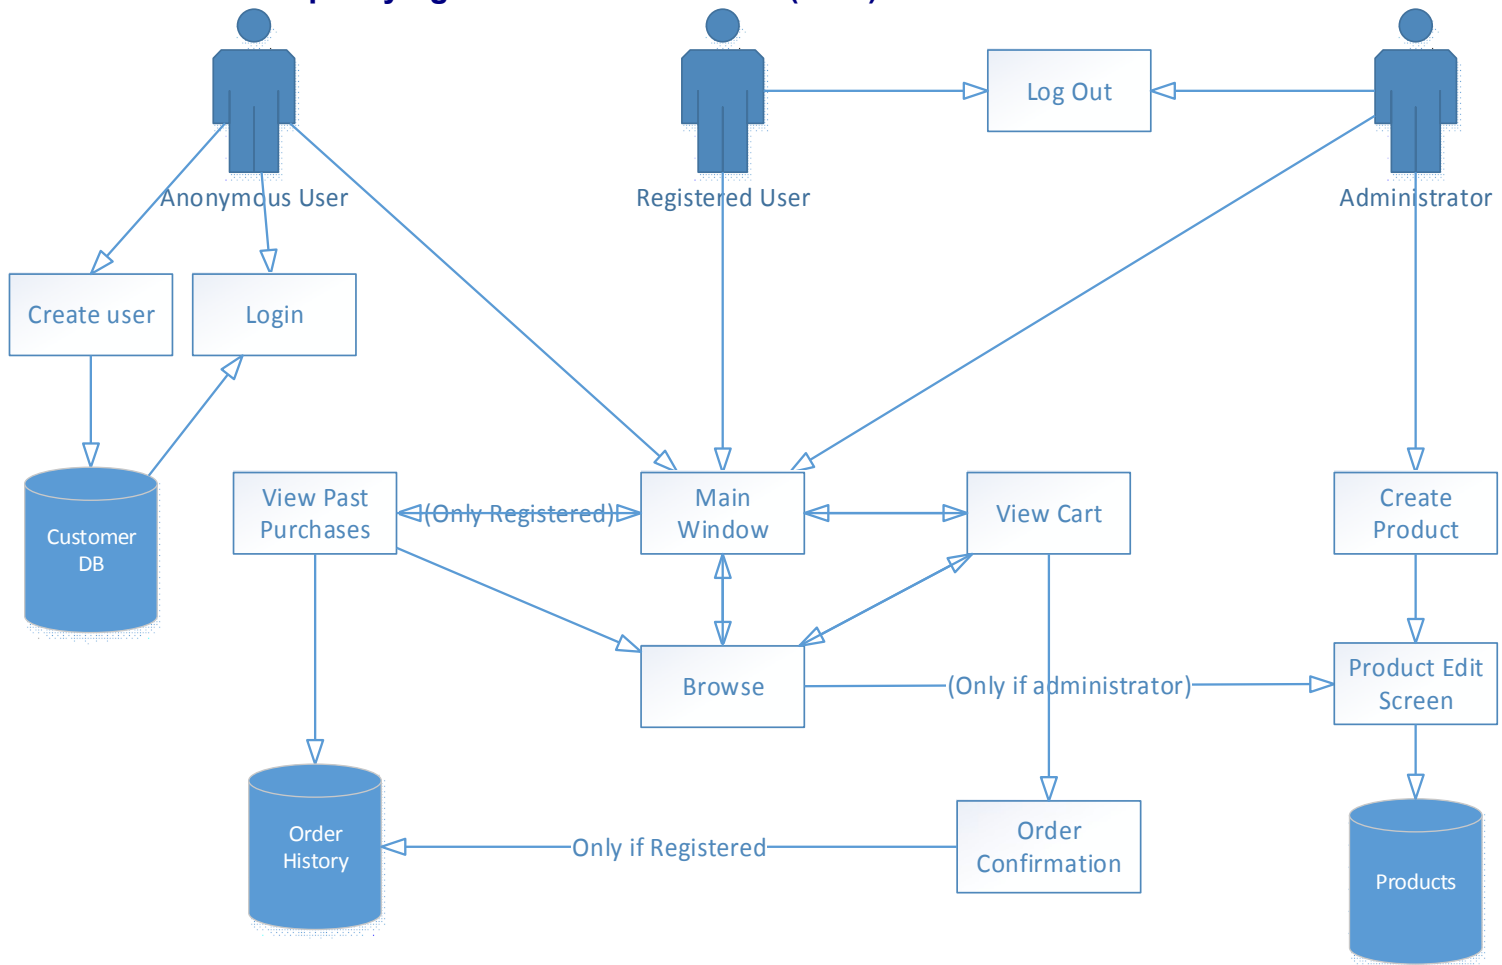 Log Out
Anonymous User
Registered User
Administrator
Create user
Login
View Past
Purchases
(Only Registered)
Main
Window
View Cart
Create
Product
Customer
DB
Browse
(Only if administrator)
Product Edit
Screen
Order
History
Only if Registered
Order
Confirmation
Products